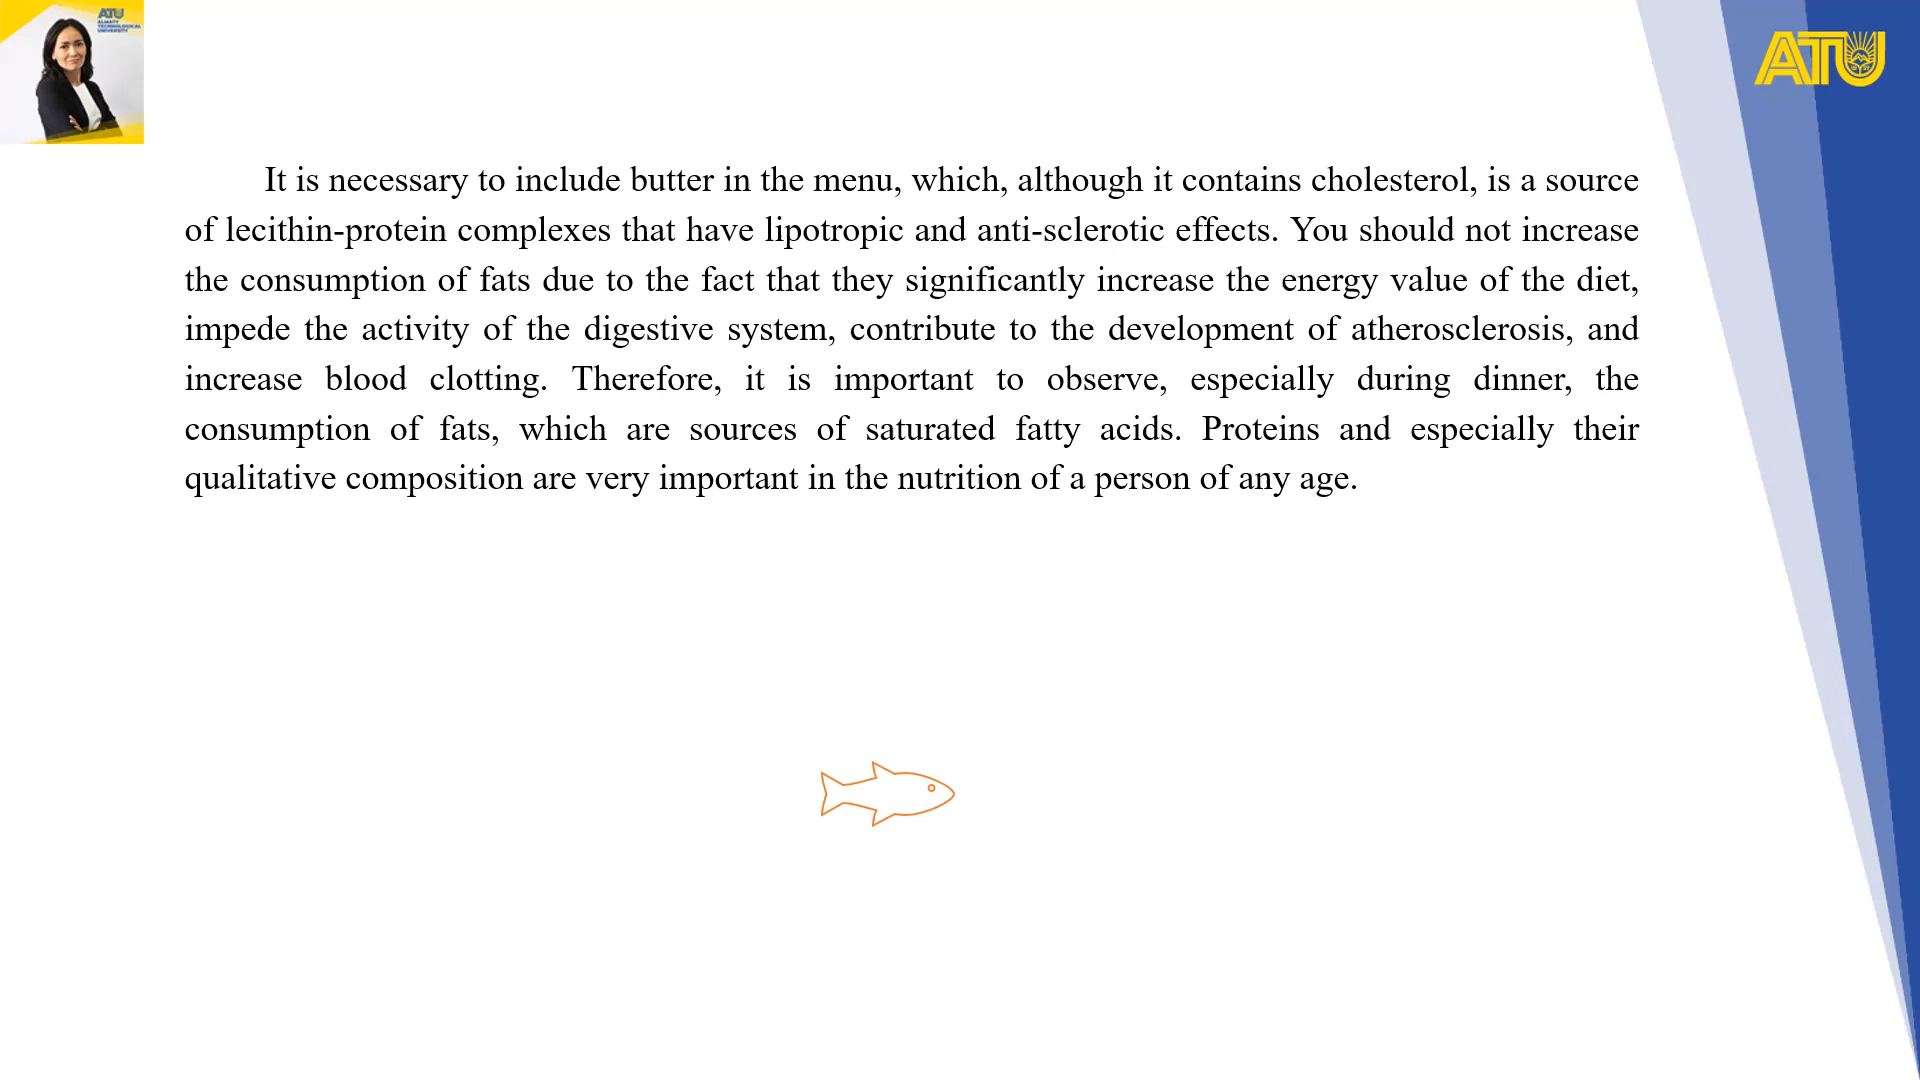 ATU
ALMATY
TECHNOLOGICAL
UNIVERSITY
ATU
It is necessary to include butter in the menu, which, although it contains cholesterol, is a source
of lecithin-protein complexes that have lipotropic and anti-sclerotic effects. You should not increase
the consumption of fats due to the fact that they significantly increase the energy value of the diet,
impede the activity of the digestive system, contribute to the development of atherosclerosis, and
increase blood clotting. Therefore, it is important to observe, especially during dinner, the
consumption of fats, which are sources of saturated fatty acids. Proteins and especially their
qualitative composition are very important in the nutrition of a person of any age.